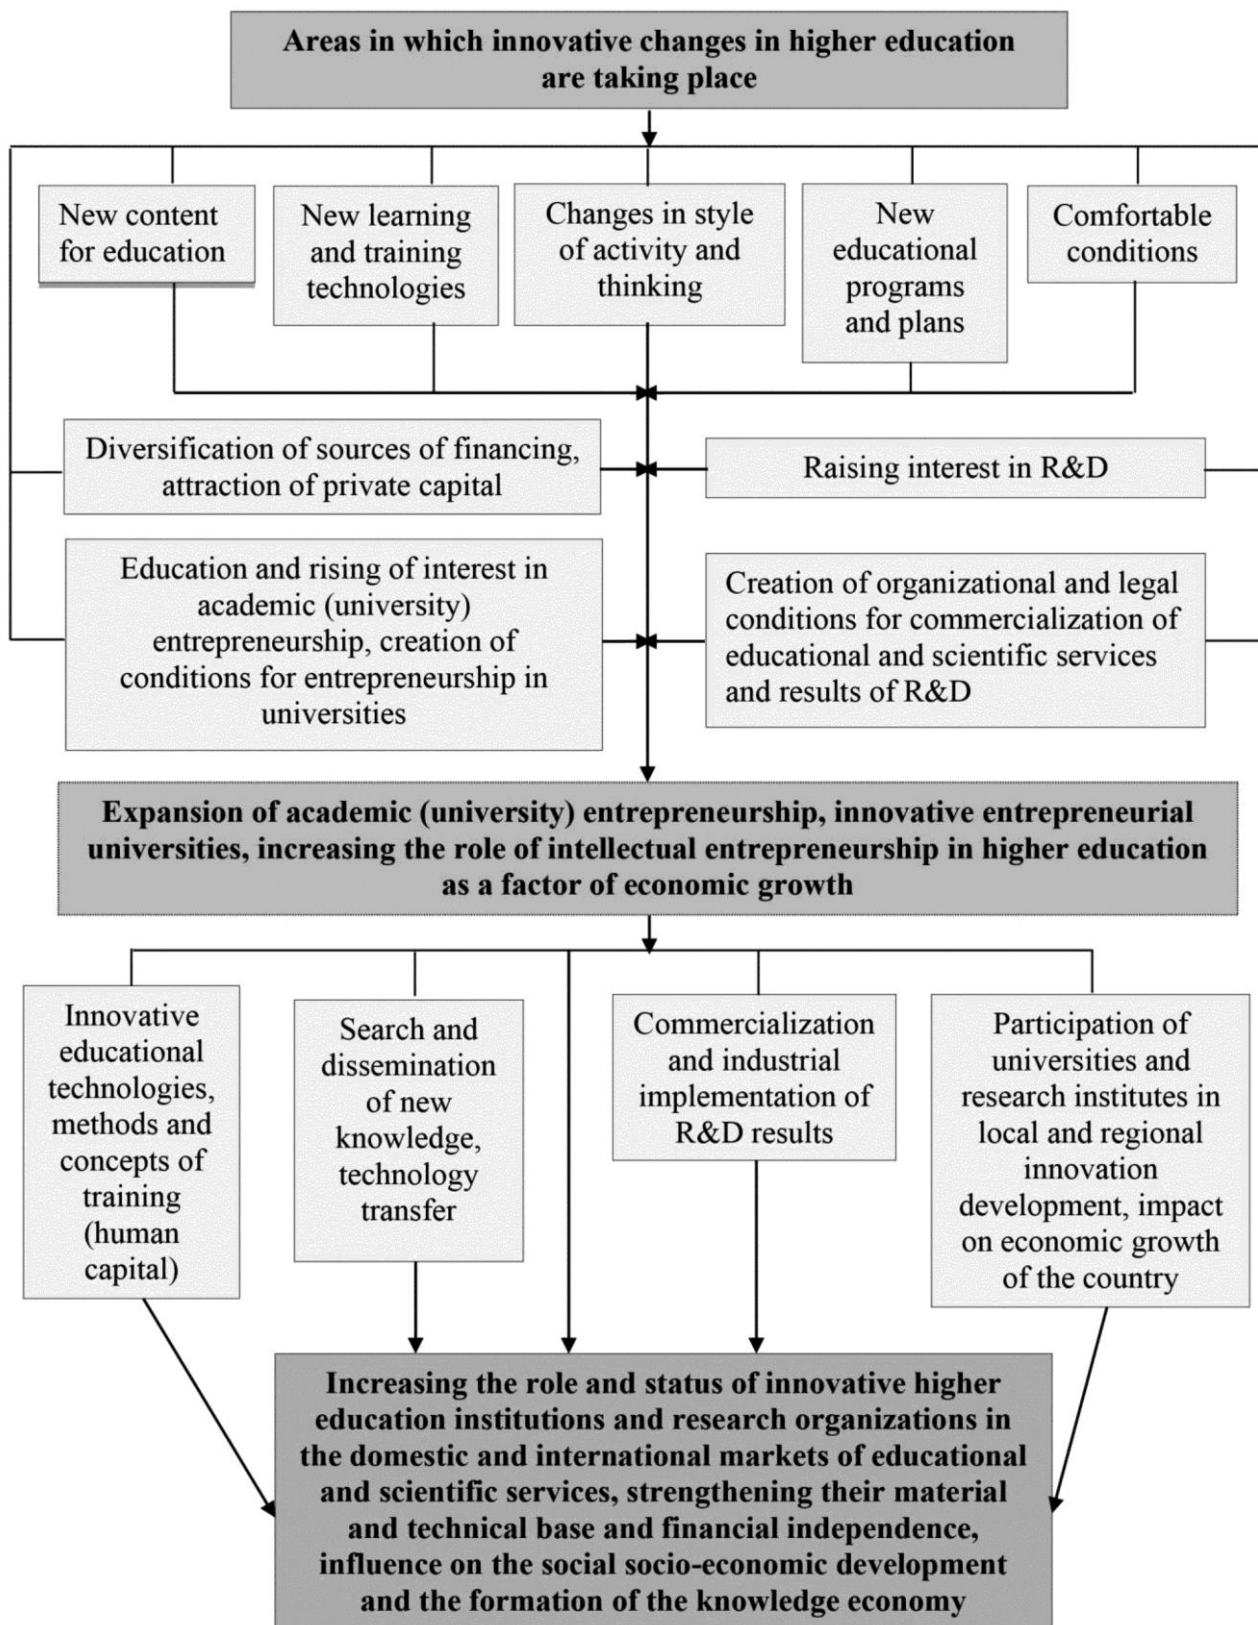 Areas in which innovative changes in higher education
are taking place
New content
for education
New learning
and training
technologies
Changes in style
of activity and
thinking
New
educational
programs
and plans
Comfortable
conditions
Diversification of sources of financing,
attraction of private capital
Raising interest in R&D
Education and rising of interest in
academic (university)
entrepreneurship, creation of
conditions for entrepreneurship in
universities
Creation of organizational and legal
conditions for commercialization of
educational and scientific services
and results of R&D
Expansion of academic (university) entrepreneurship, innovative entrepreneurial
universities, increasing the role of intellectual entrepreneurship in higher education
as a factor of economic growth
Innovative
educational
technologies,
methods and
concepts of
training
(human
capital)
Search and
dissemination
of new
knowledge,
technology
transfer
Commercialization
and industrial
implementation of
R&D results
Participation of
universities and
research institutes in
local and regional
innovation
development, impact
on economic growth
of the country
Increasing the role and status of innovative higher
education institutions and research organizations in
the domestic and international markets of educational
and scientific services, strengthening their material
and technical base and financial independence,
influence on the social socio-economic development
and the formation of the knowledge economy